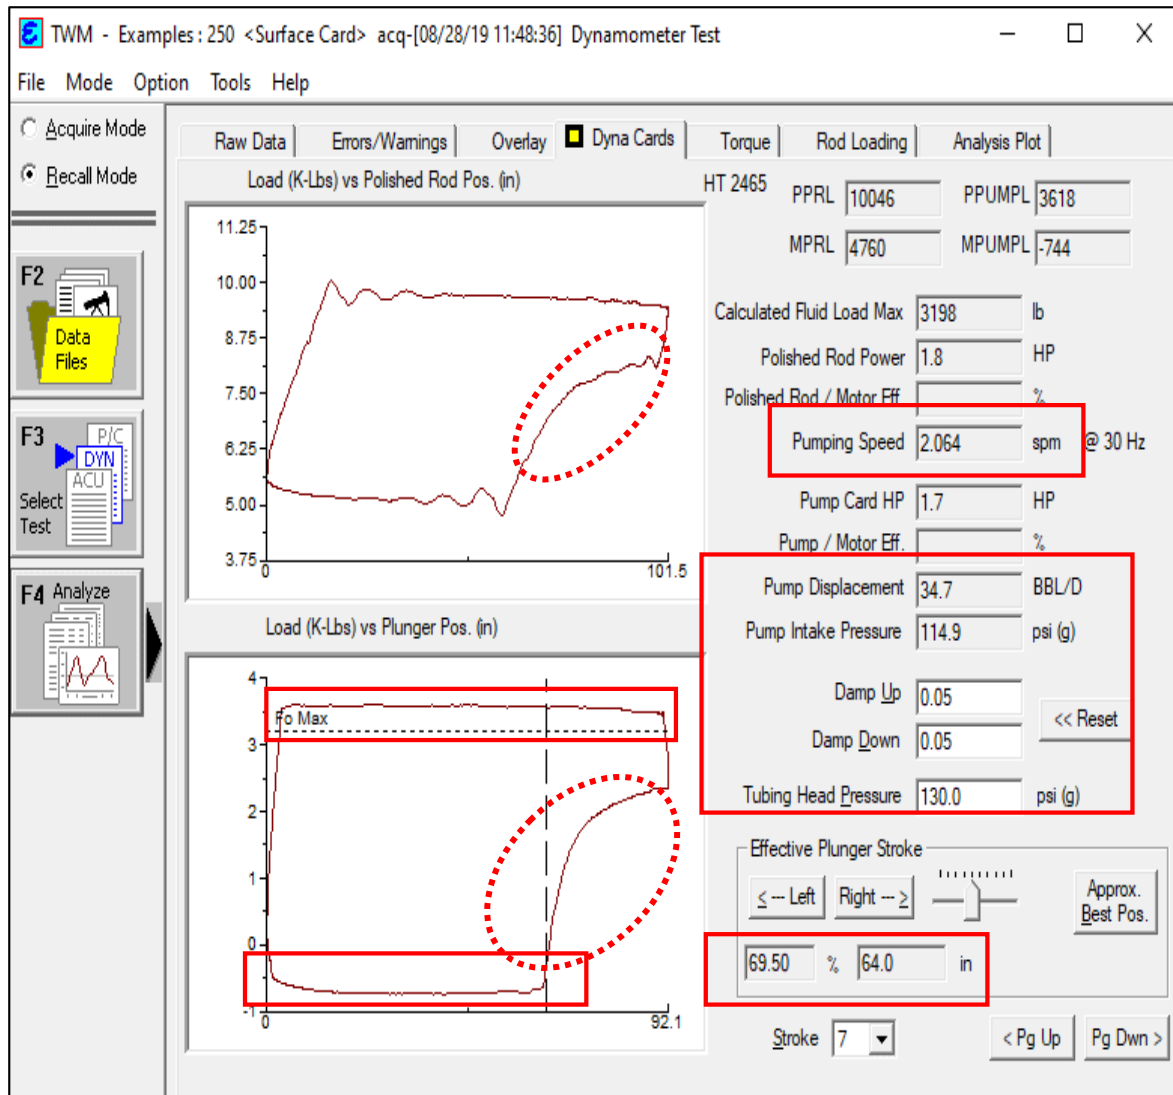 TWM - Examples : 250 <Surface Card> acq-[08/28/19 11:48:36] Dynamometer Test
File Mode Option Tools Help
Acquire Mode
Recall Mode
F2
Data
Files
F3
P/C
DYN
ACU
Select
Test
F4 Analyze
Raw Data
Errors/Warnings
Overlay
Dyna Cards
Torque
Rod Loading
Analysis Plot
Load (K-Lbs) vs Polished Rod Pos. (in)
11.25
10.00
8.75
7.50
6.25
5.00
3.75
0
101.5
Load (K-Lbs) vs Plunger Pos. (in)
4
Fo Max
3
2
1
0
-1
0
92.1
HT 2465
PPRL 10046 PPUMPL 3618
MPRL 4760 MPUMPL -744
Calculated Fluid Load Max 3198 lb
Polished Rod Power 1.8 HP
Polished Rod / Motor Eff. %
Pumping Speed 2.064 spm @ 30 Hz
Pump Card HP 1.7 HP
Pump / Motor Eff. %
Pump Displacement 34.7 BBL/D
Pump Intake Pressure 114.9 psi (g)
Damp Up 0.05
<< Reset
Damp Down 0.05
Tubing Head Pressure 130.0 psi (g)
Effective Plunger Stroke
< --- Left Right --- >
Approx.
Best Pos.
69.50 % 64.0 in
Stroke 7 < Pg Up Pg Dwn >